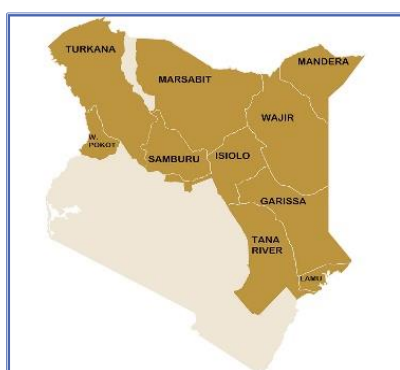 MANDERA
TURKANA
MARSABIT
WAJIR
W.
POKOT
SAMBURU
ISIOLO
GARISSA
TANA
RIVER
LAMU